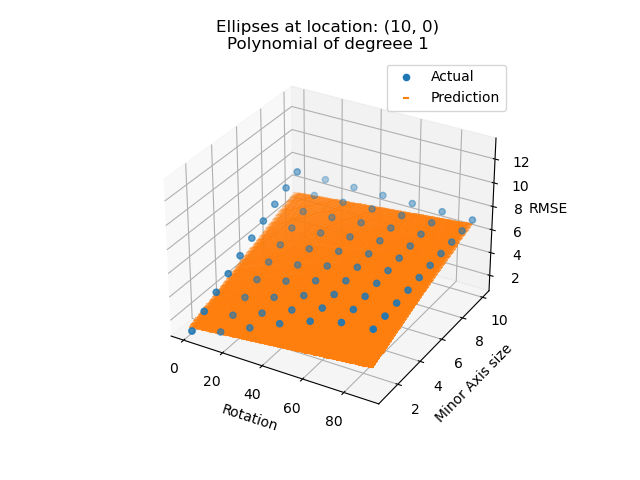 Ellipses at location: (10, 0)
Polynomial of degreee 1
Actual
Prediction
12
10
8
6
4
2
RMSE
10
8
6
4
2
Minor Axis size
0
20
40
60
80
Rotation